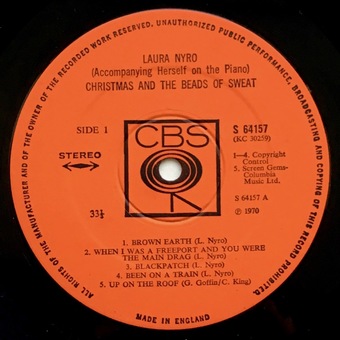 ALL RIGHTS OF THE MANUFACTURER AND OF THE OWNER OF THE RECORDED WORK RESERVED. UNAUTHORIZED PUBLIC PERFORMANCE, BROADCASTING AND COPYING OF THIS RECORD PROHIBITED.
LAURA NYRO
(Accompanying Herself on the Piano)
CHRISTMAS AND THE BEADS OF SWEAT
SIDE 1
CBS
S 64157
(KC 30259)
STEREO
1—4. Copyright
Control
5. Screen Gems-
Columbia
Music Ltd.
33⅓
S 64157 A
℗ 1970
1. BROWN EARTH (L. Nyro)
2. WHEN I WAS A FREEPORT AND YOU WERE
THE MAIN DRAG (L. Nyro)
3. BLACKPATCH (L. Nyro)
4. BEEN ON A TRAIN (L. Nyro)
5. UP ON THE ROOF (G. Goffin/C. King)
MADE IN ENGLAND